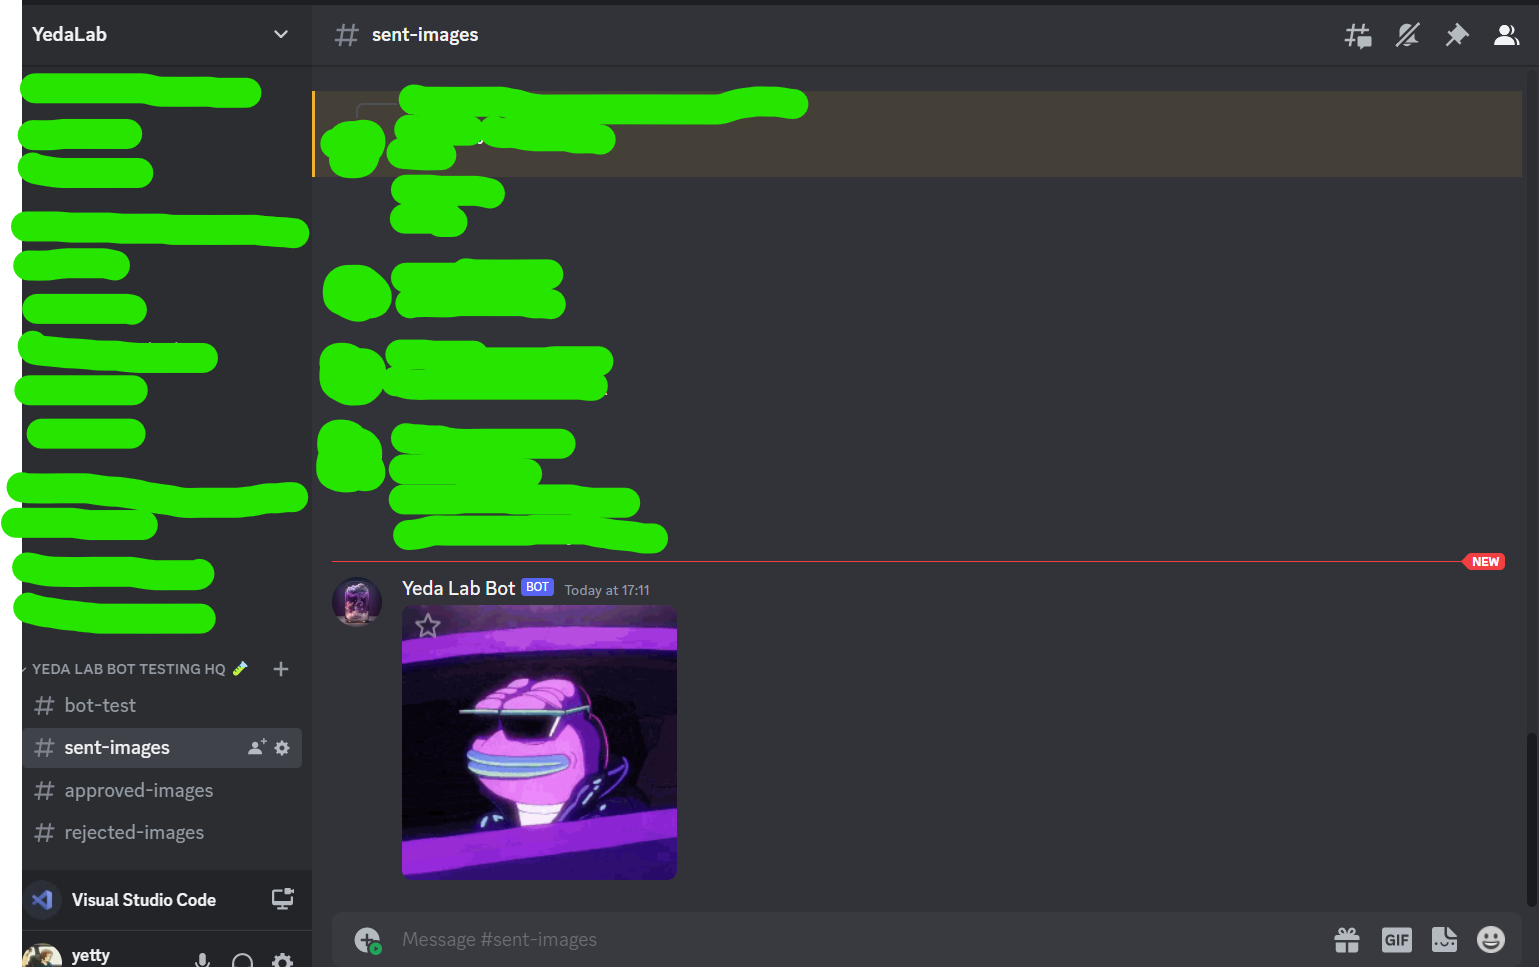 YedaLab
sent-images
NEW
Yeda Lab Bot BOT Today at 17:11
YEDA LAB BOT TESTING HQ
bot-test
sent-images
approved-images
rejected-images
Visual Studio Code
yetty
Message #sent-images
GIF